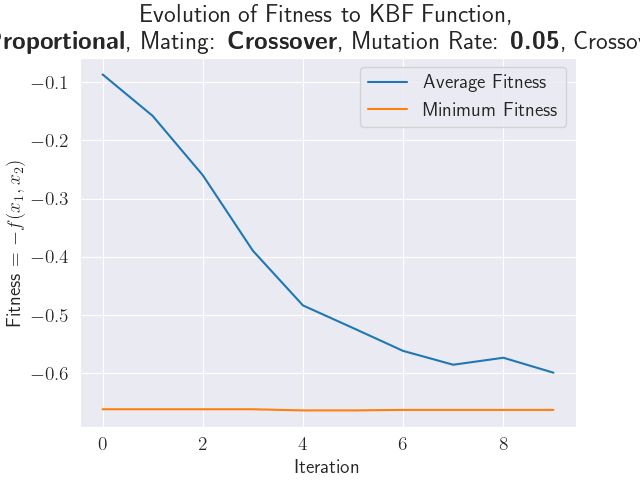 Evolution of Fitness to KBF Function,
Proportional, Mating: Crossover, Mutation Rate: 0.05, Crossov
Average Fitness
Minimum Fitness
−0.1
−0.2
−0.3
−0.4
−0.5
−0.6
Fitness = −f(x₁, x₂)
0 2 4 6 8
Iteration